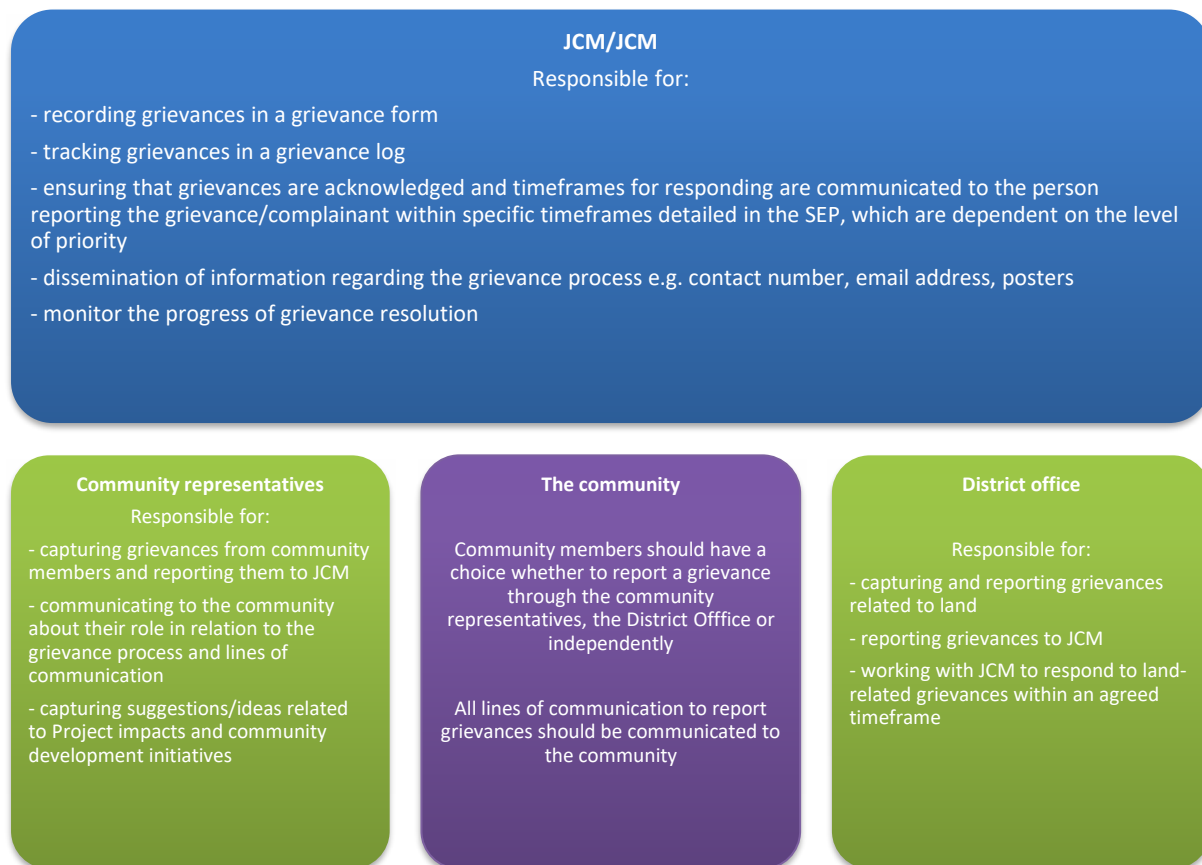 JCM/JCM
Responsible for:
- recording grievances in a grievance form
- tracking grievances in a grievance log
- ensuring that grievances are acknowledged and timeframes for responding are communicated to the person
reporting the grievance/complainant within specific timeframes detailed in the SEP, which are dependent on the level
of priority
- dissemination of information regarding the grievance process e.g. contact number, email address, posters
- monitor the progress of grievance resolution
Community representatives
Responsible for:
- capturing grievances from community
members and reporting them to JCM
- communicating to the community
about their role in relation to the
grievance process and lines of
communication
- capturing suggestions/ideas related
to Project impacts and community
development initiatives
The community
Community members should have a
choice whether to report a grievance
through the community
representatives, the District Offfice or
independently
All lines of communication to report
grievances should be communicated to
the community
District office
Responsible for:
- capturing and reporting grievances
related to land
- reporting grievances to JCM
- working with JCM to respond to land-
related grievances within an agreed
timeframe